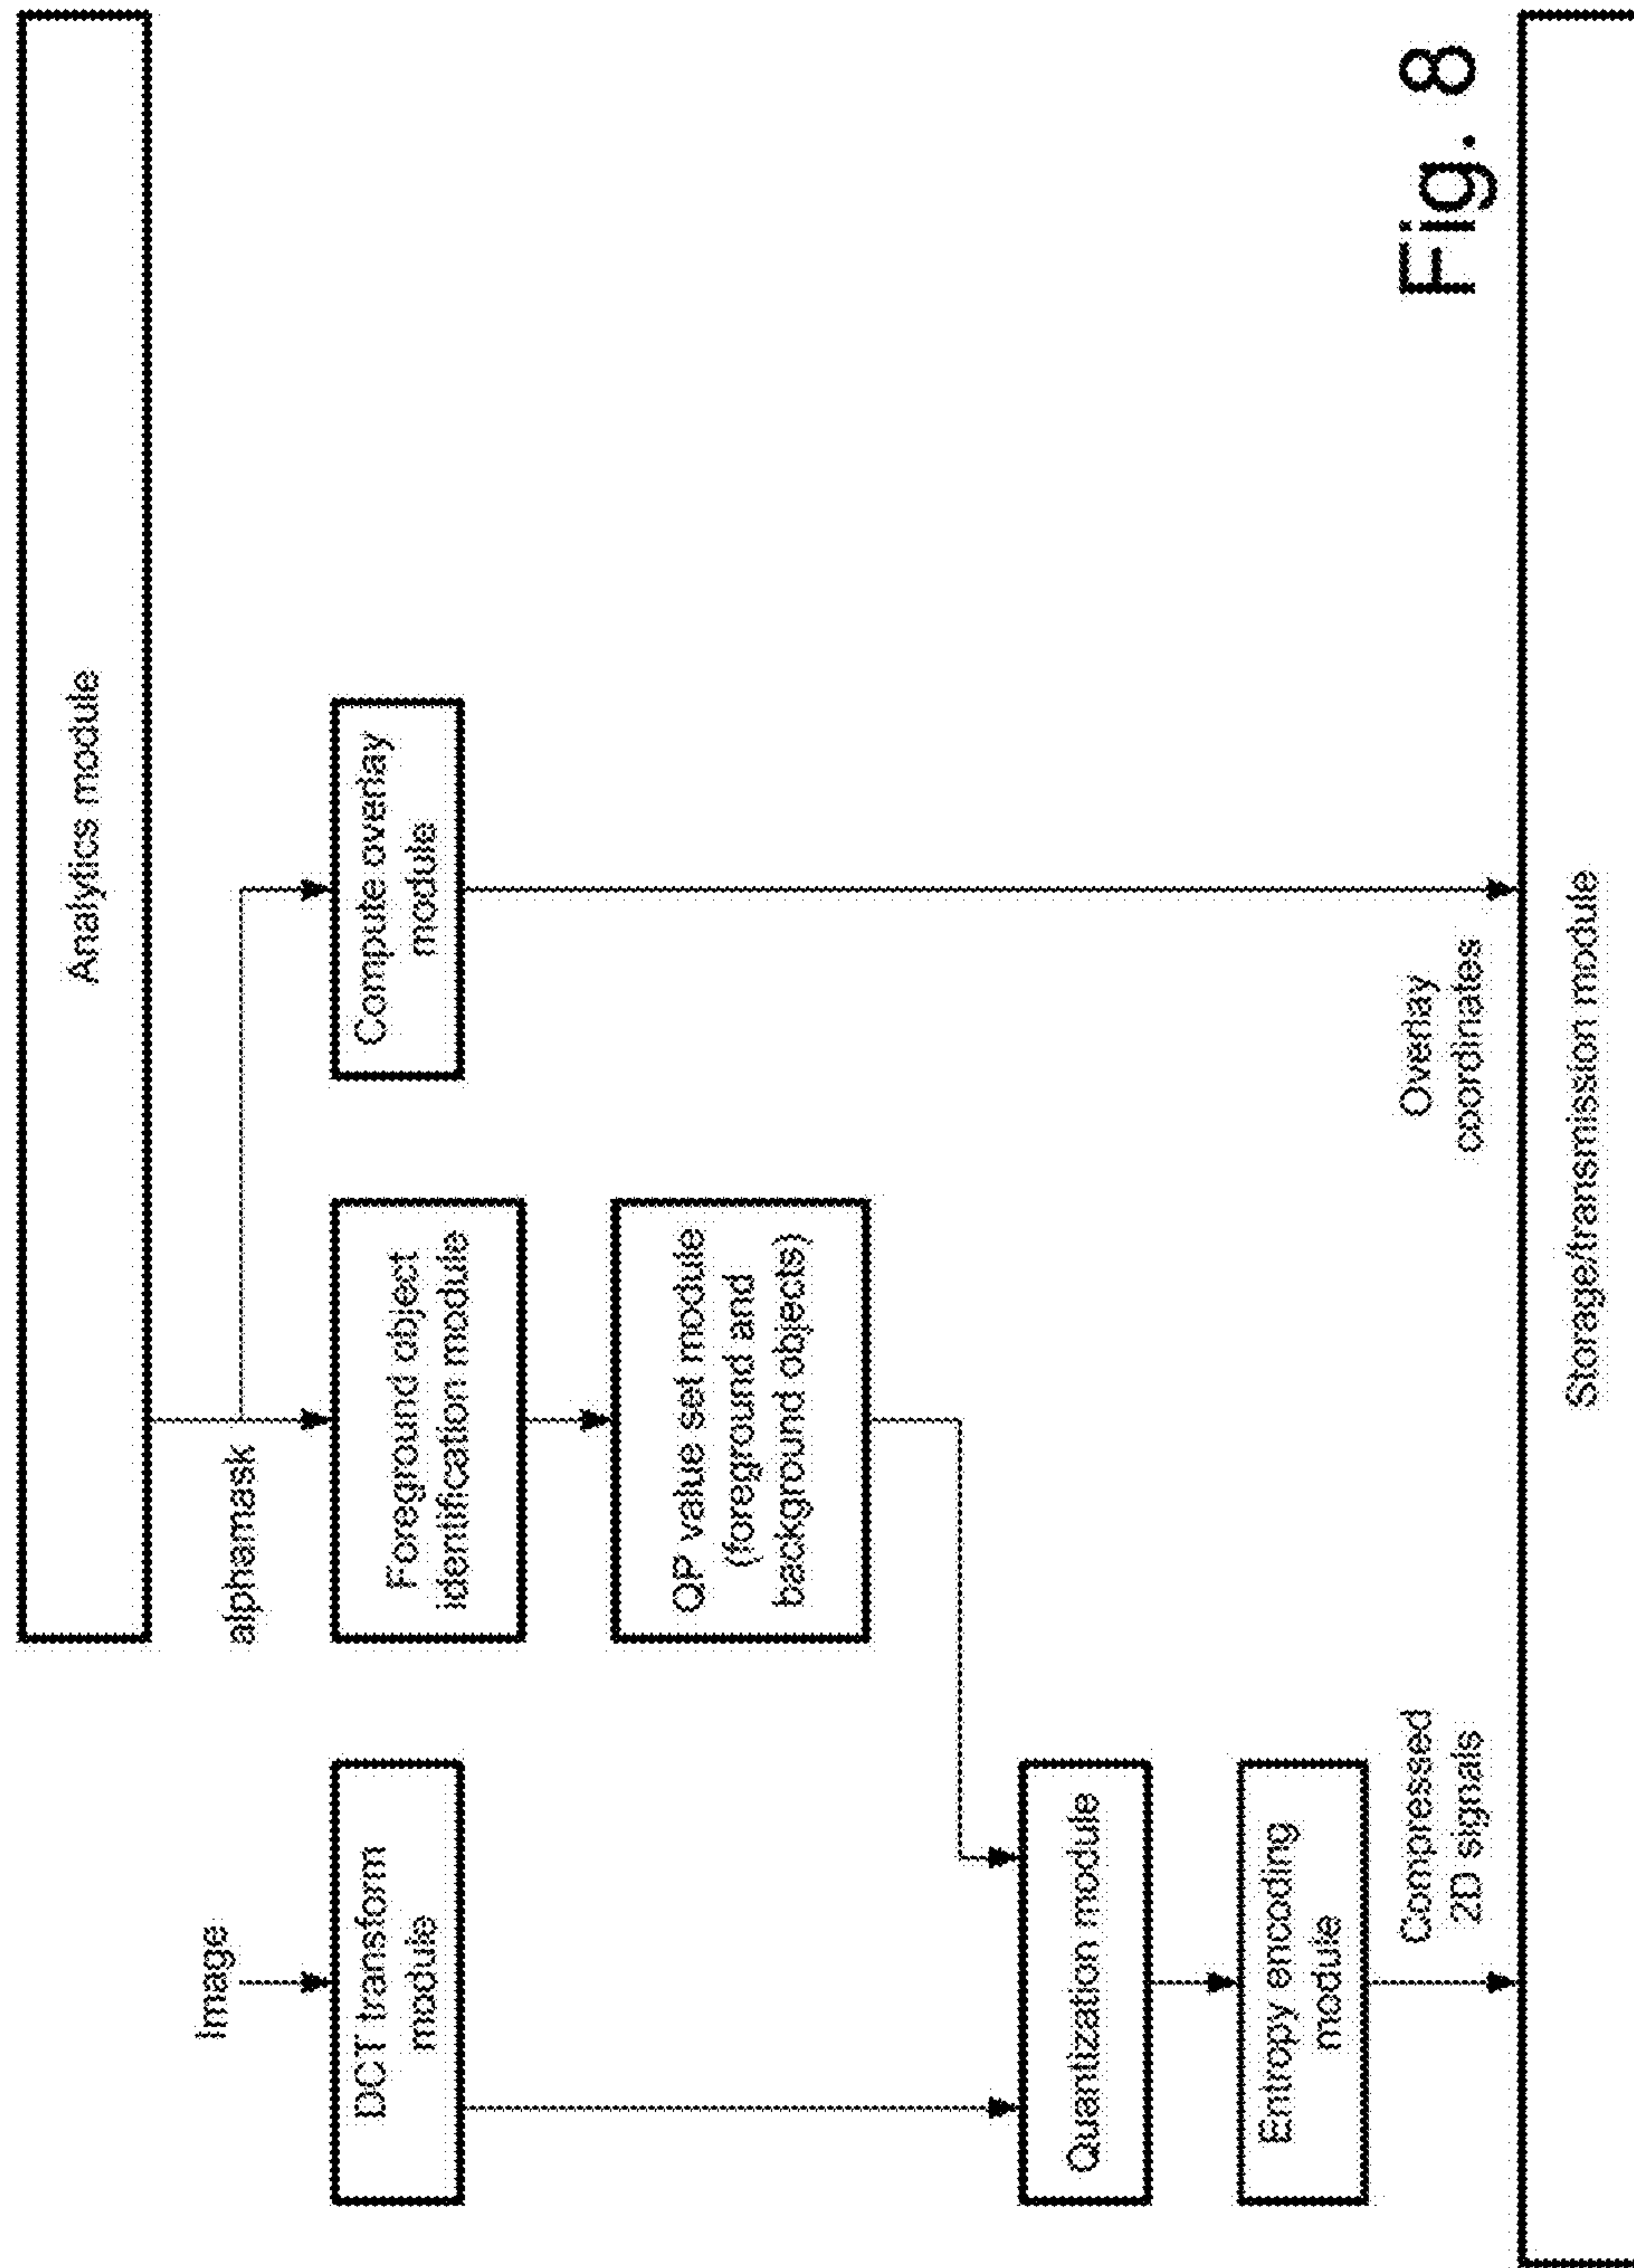 Analytics module
Image
alphamask
DCT transform
module
Foreground object
identification module
Compute overlay
module
QP value set module
(foreground and
background objects)
Quantization module
Entropy encoding
module
Compressed
2D signals
Overlay
coordinates
Fig. 8
Storage/transmission module